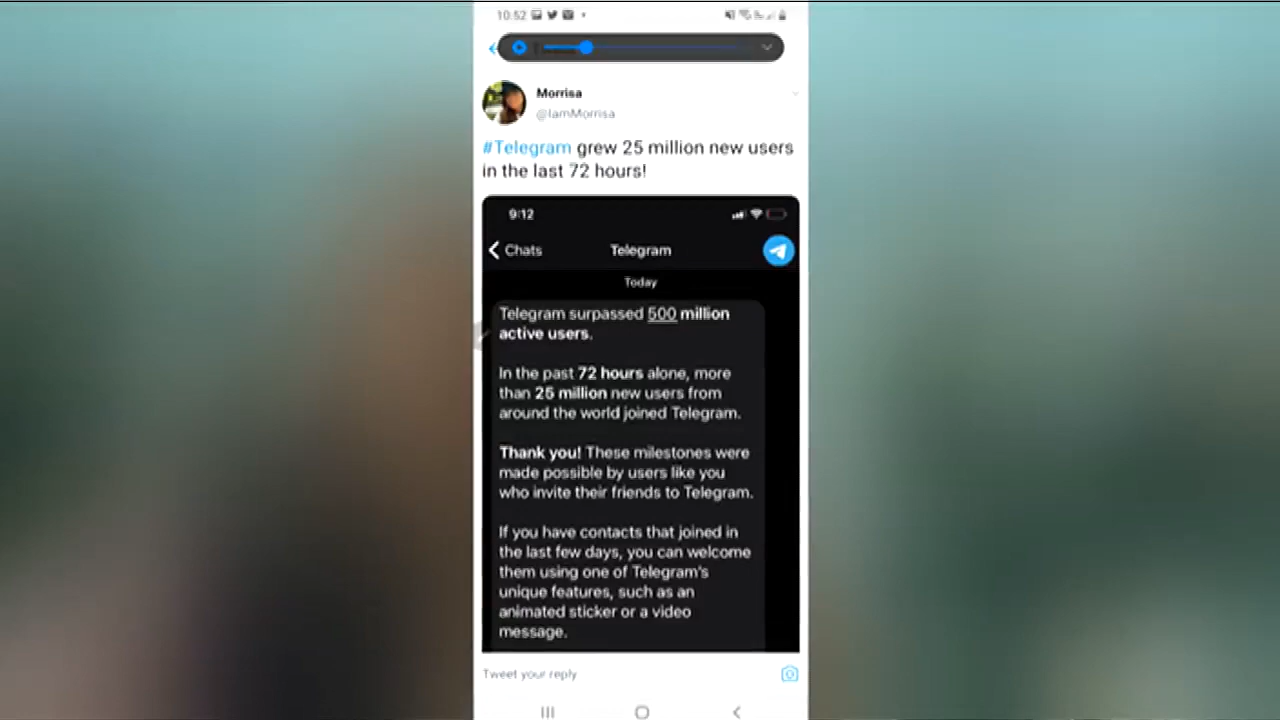 10:52
Morrisa
@IamMorrisa
#Telegram grew 25 million new users
in the last 72 hours!
9:12
Chats
Telegram
Today
Telegram surpassed 500 million
active users.
In the past 72 hours alone, more
than 25 million new users from
around the world joined Telegram.
Thank you! These milestones were
made possible by users like you
who invite their friends to Telegram.
If you have contacts that joined in
the last few days, you can welcome
them using one of Telegram's
unique features, such as an
animated sticker or a video
message.
Tweet your reply